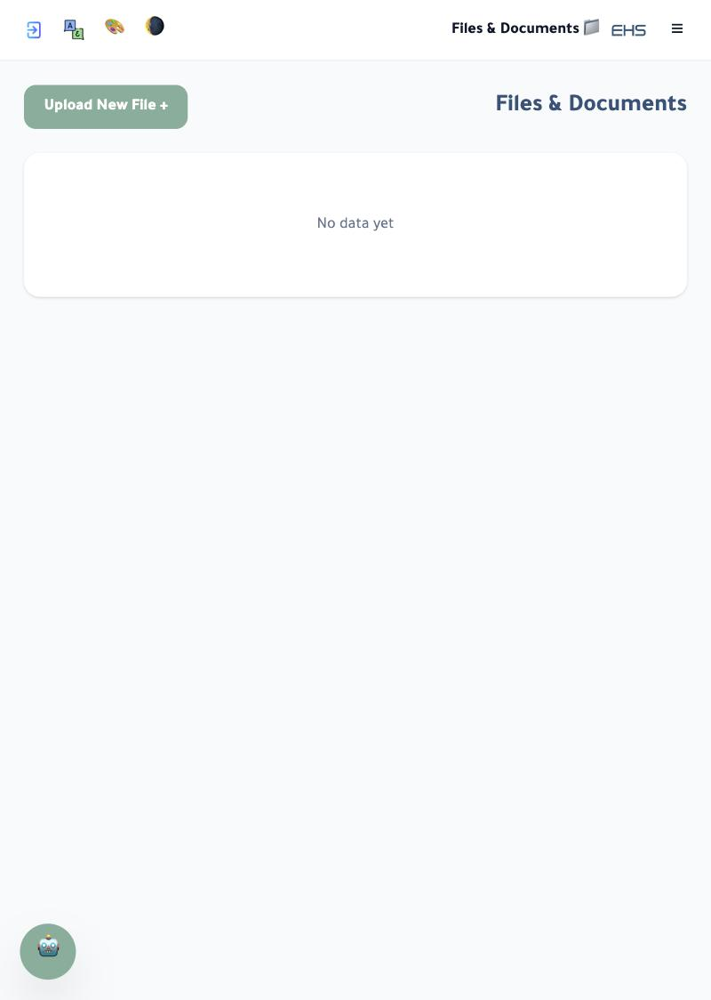 Files & Documents
EHS
Files & Documents
Upload New File +
No data yet